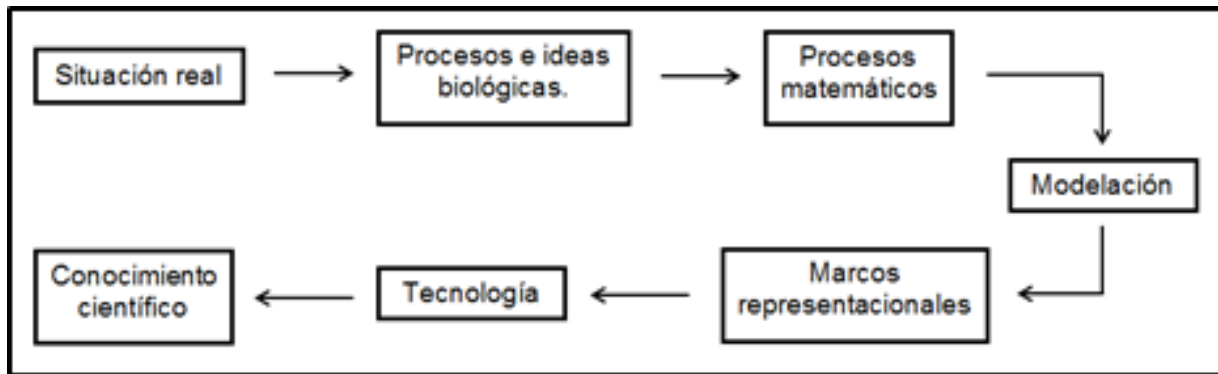 Situación real
Procesos e ideas
biológicas.
Procesos
matemáticos
Modelación
Marcos
representacionales
Tecnología
Conocimiento
científico